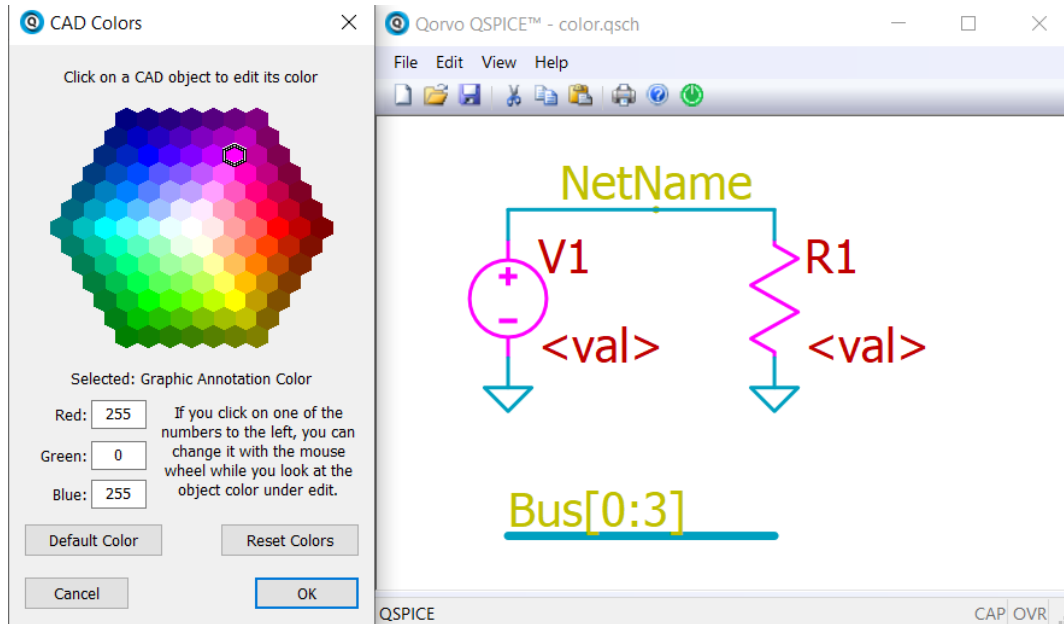 CAD Colors
Click on a CAD object to edit its color
Selected: Graphic Annotation Color
Red: 255
Green: 0
Blue: 255
If you click on one of the
numbers to the left, you can
change it with the mouse
wheel while you look at the
object color under edit.
Default Color
Reset Colors
Cancel
OK
Qorvo QSPICE™ - color.qsch
File Edit View Help
NetName
V1
R1
<val>
<val>
Bus[0:3]
QSPICE
CAP OVR